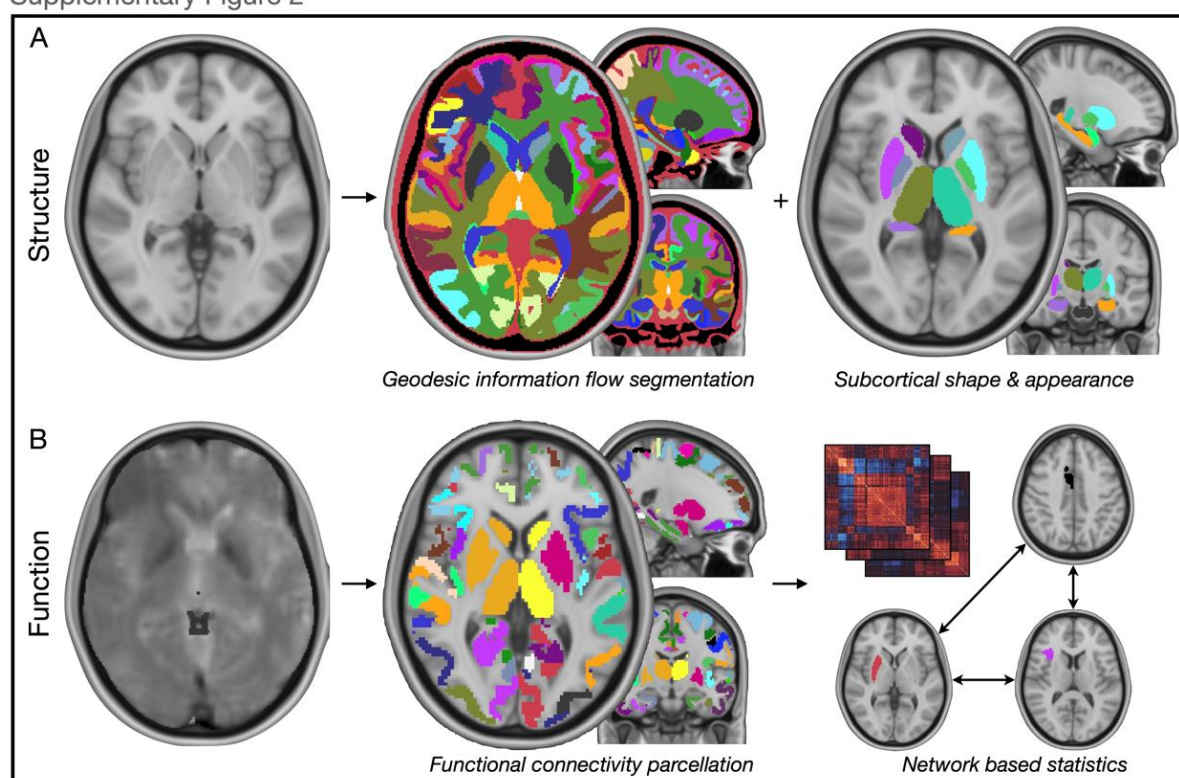 Supplementary Figure 2
A
Structure
+
Geodesic information flow segmentation
Subcortical shape & appearance
B
Function
Functional connectivity parcellation
Network based statistics